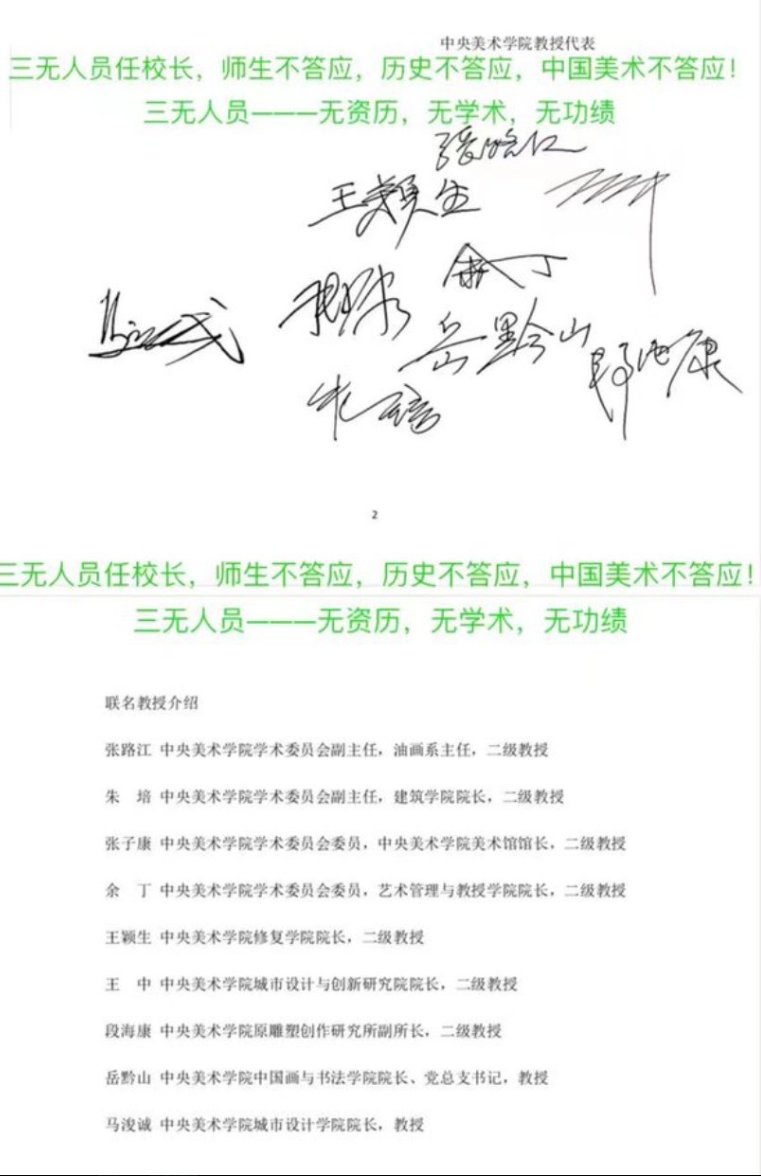 中央美术学院教授代表
三无人员任校长，师生不答应，历史不答应，中国美术不答应！
三无人员———无资历，无学术，无功绩
王颖生
余丁
岳黔山
朱培
段海康
2
三无人员任校长，师生不答应，历史不答应，中国美术不答应！
三无人员———无资历，无学术，无功绩
联名教授介绍
张路江 中央美术学院学术委员会副主任，油画系主任，二级教授
朱　培 中央美术学院学术委员会副主任，建筑学院院长，二级教授
张子康 中央美术学院学术委员会委员，中央美术学院美术馆馆长，二级教授
余　丁 中央美术学院学术委员会委员，艺术管理与教授学院院长，二级教授
王颖生 中央美术学院修复学院院长，二级教授
王　中 中央美术学院城市设计与创新研究院院长，二级教授
段海康 中央美术学院原雕塑创作研究所副所长，二级教授
岳黔山 中央美术学院中国画与书法学院院长、党总支书记，教授
马浚诚 中央美术学院城市设计学院院长，教授